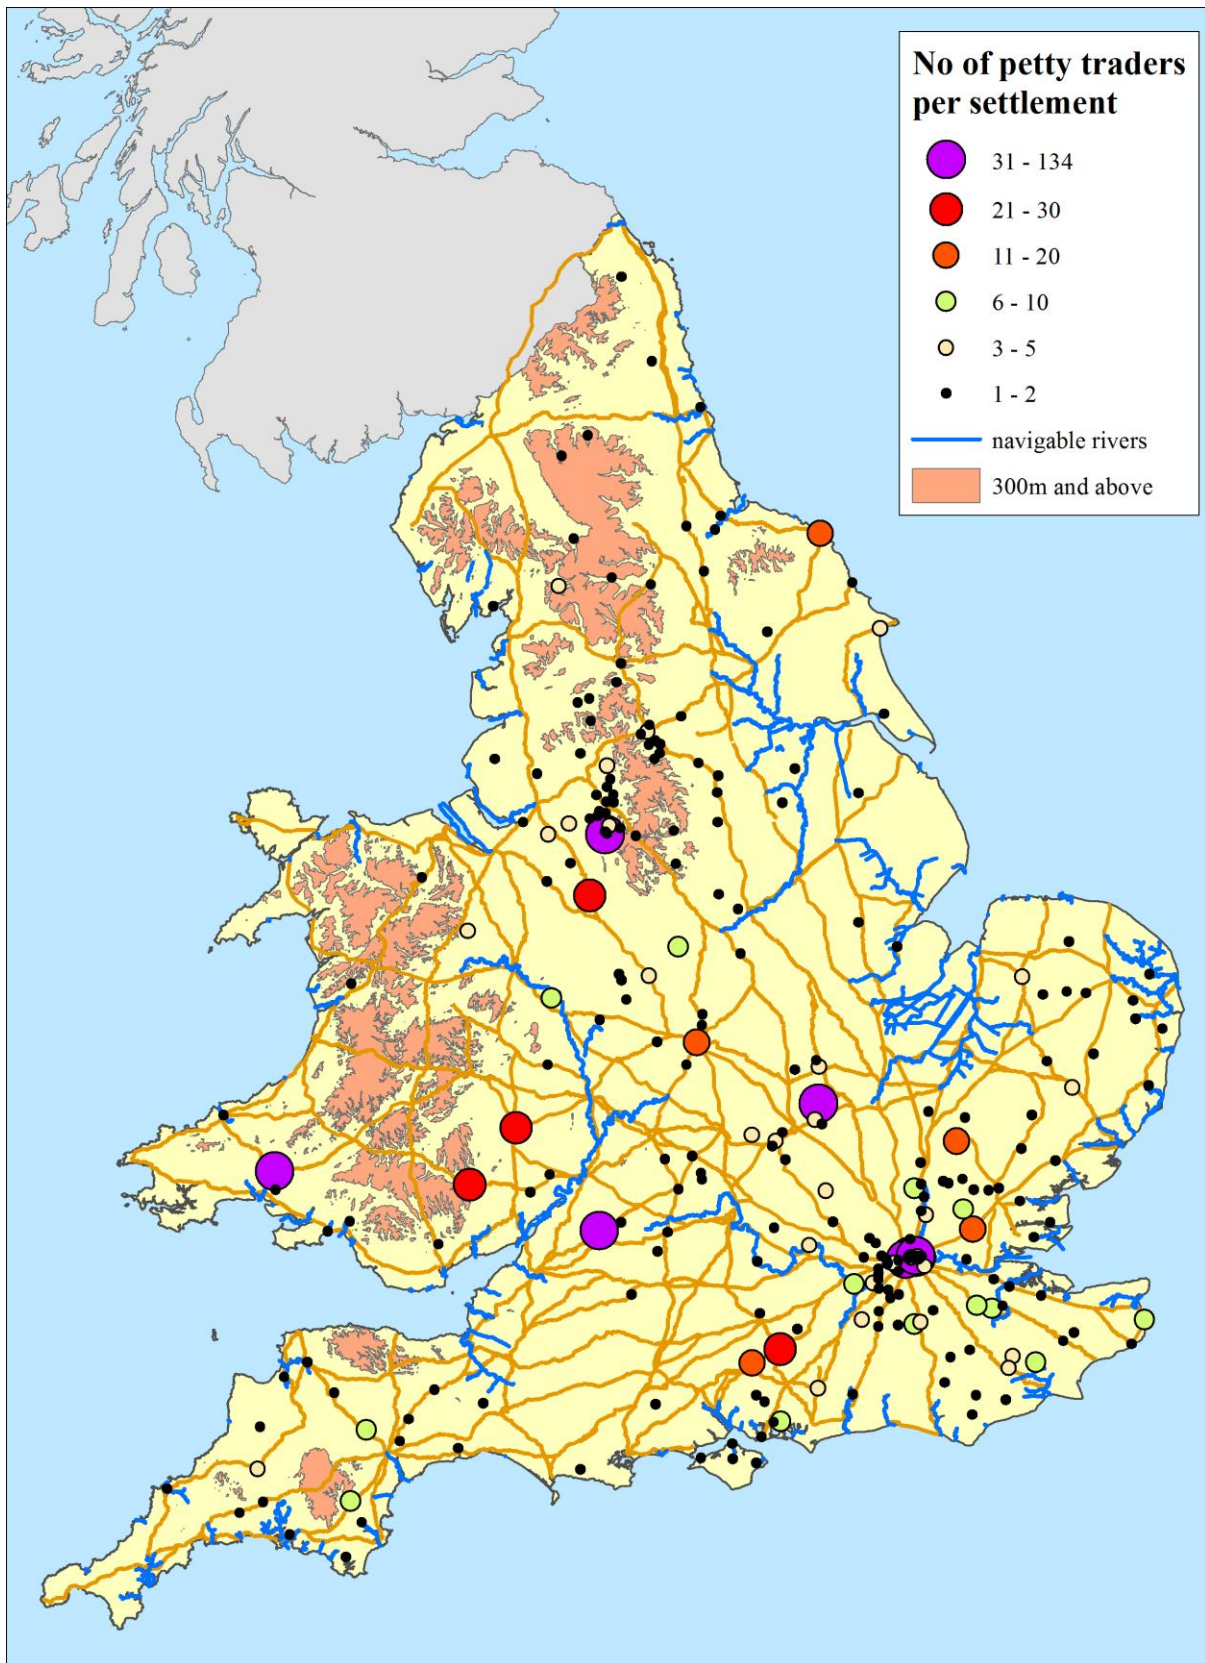 No of petty traders
per settlement
31 - 134
21 - 30
11 - 20
6 - 10
3 - 5
1 - 2
navigable rivers
300m and above